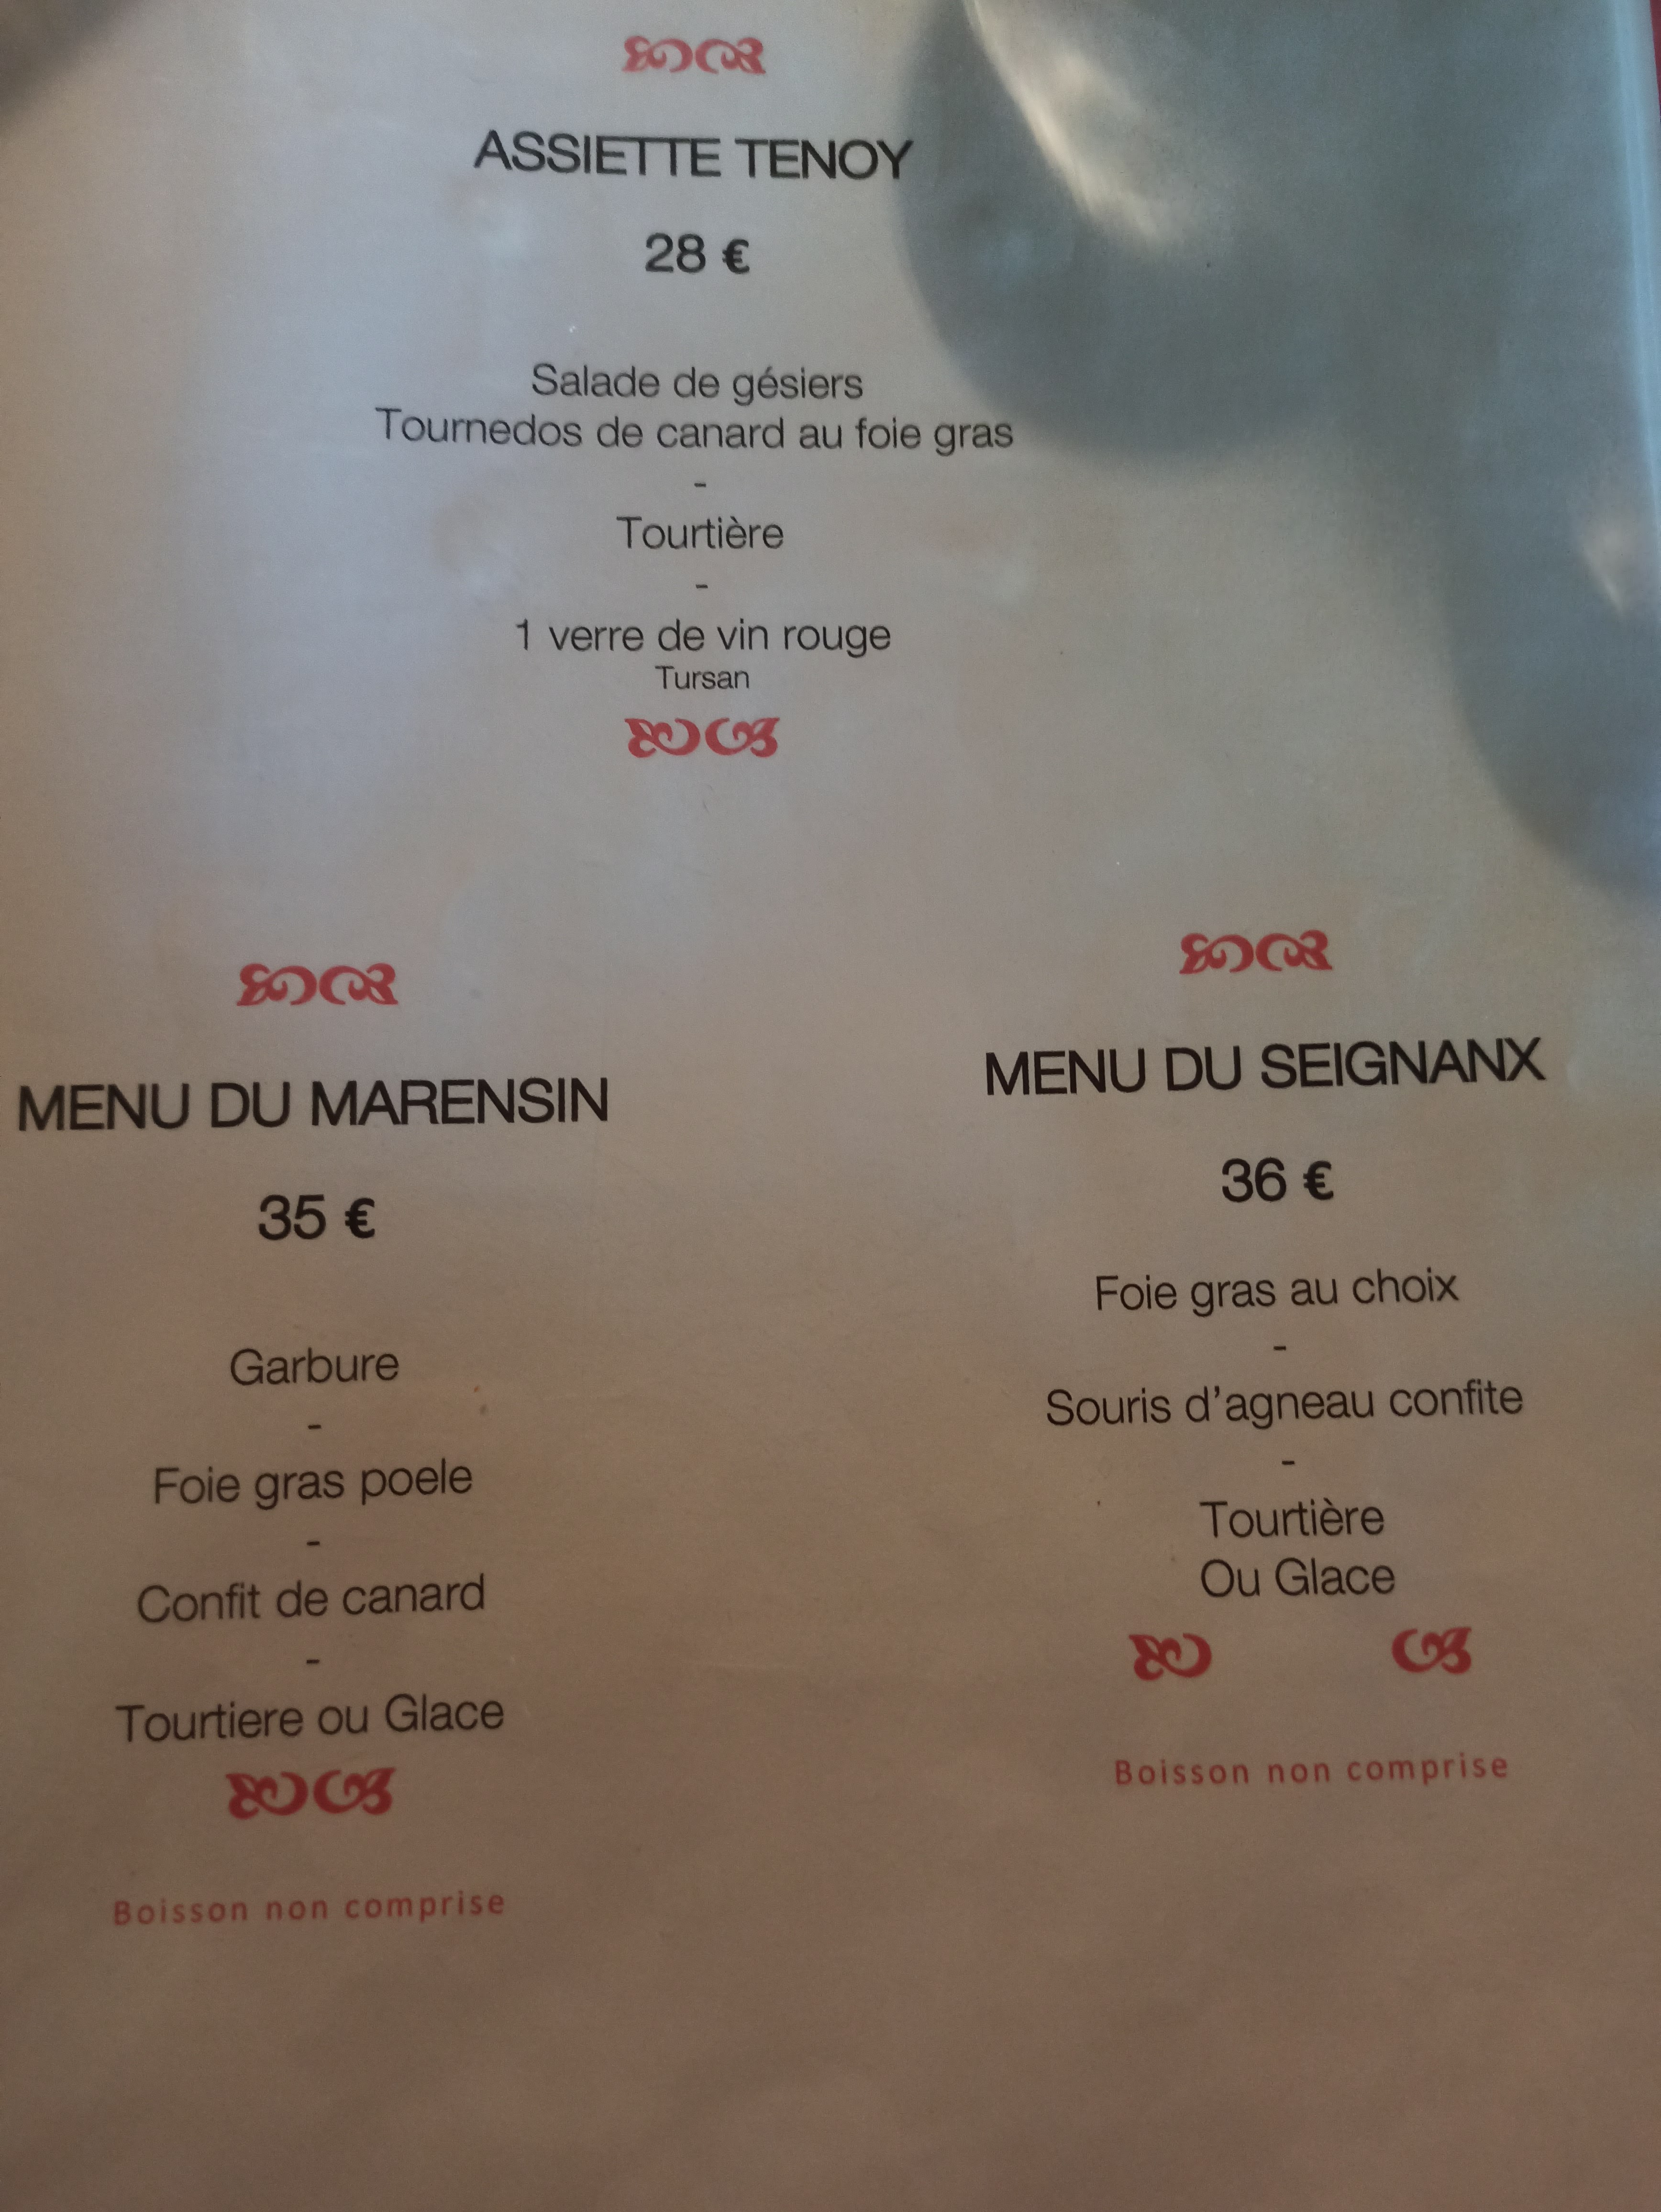 ASSIETTE TENOY
28 €
Salade de gésiers
Tournedos de canard au foie gras
-
Tourtière
-
1 verre de vin rouge
Tursan
MENU DU MARENSIN
35 €
Garbure
-
Foie gras poele
-
Confit de canard
-
Tourtiere ou Glace
Boisson non comprise
MENU DU SEIGNANX
36 €
Foie gras au choix
-
Souris d'agneau confite
-
Tourtière
Ou Glace
Boisson non comprise